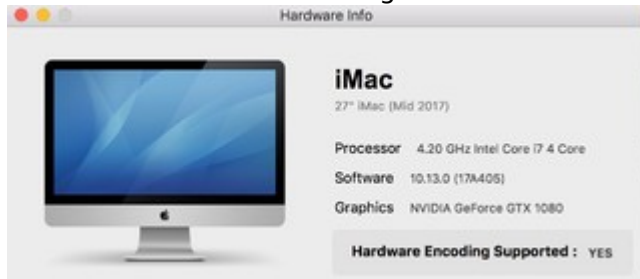 Hardware Info
iMac
27" iMac (Mid 2017)
Processor 4.20 GHz Intel Core i7 4 Core
Software 10.13.0 (17A405)
Graphics NVIDIA GeForce GTX 1080
Hardware Encoding Supported : YES